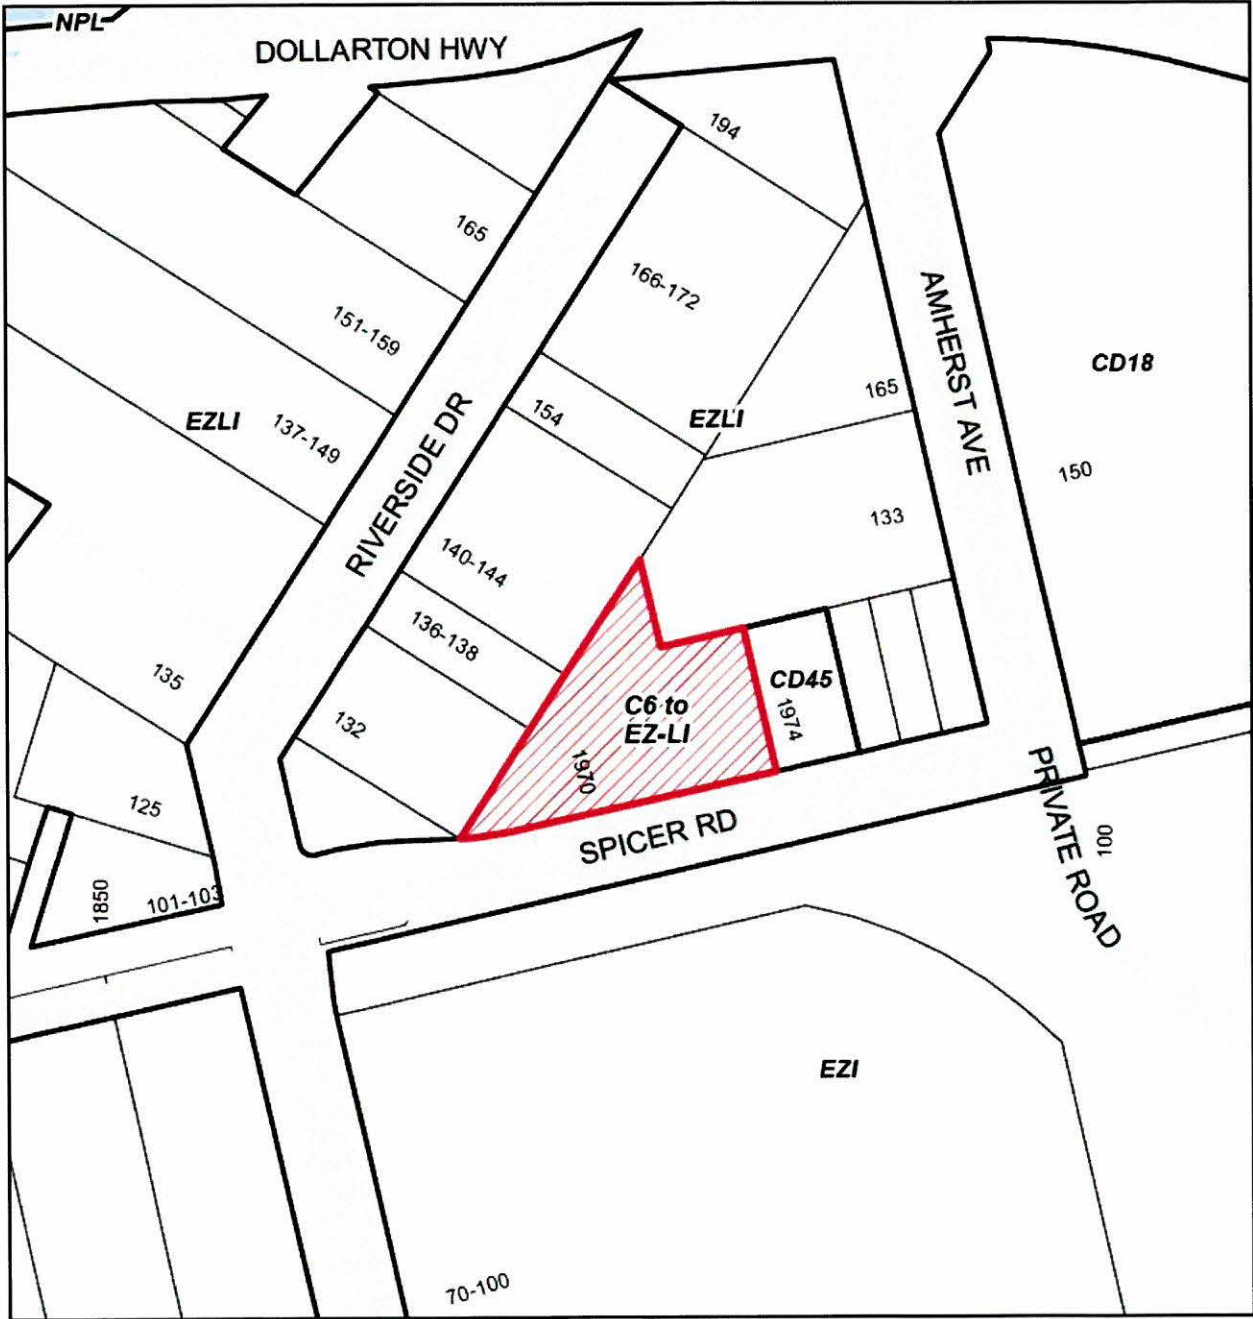 NPL
DOLLARTON HWY
194
165
166-172
151-159
AMHERST AVE
CD18
165
EZLI
137-149
RIVERSIDE DR
154
EZLI
150
133
140-144
136-138
135
CD45
1974
C6 to
EZ-LI
1970
132
PRIVATE ROAD
125
SPICER RD
100
1850
101-103
EZI
70-100